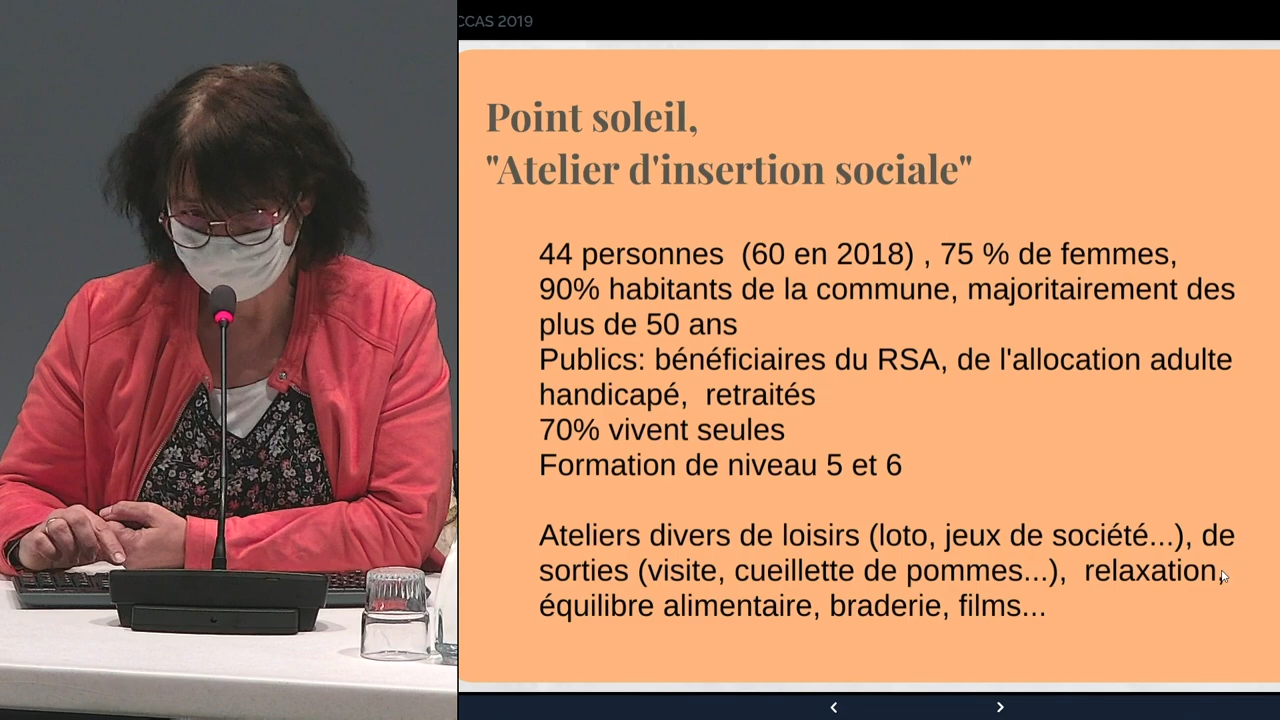 CCAS 2019
Point soleil,
"Atelier d'insertion sociale"
44 personnes (60 en 2018) , 75 % de femmes,
90% habitants de la commune, majoritairement des
plus de 50 ans
Publics: bénéficiaires du RSA, de l'allocation adulte
handicapé, retraités
70% vivent seules
Formation de niveau 5 et 6
Ateliers divers de loisirs (loto, jeux de société...), de
sorties (visite, cueillette de pommes...), relaxation,
équilibre alimentaire, braderie, films...